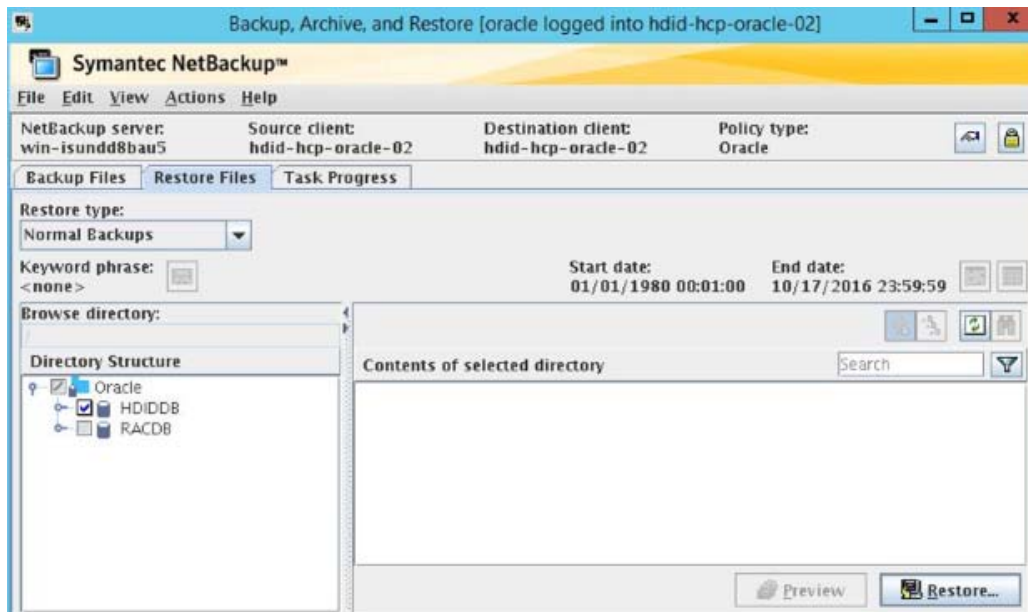 Backup, Archive, and Restore [oracle logged into hdid-hcp-oracle-02]
Symantec NetBackup™
File Edit View Actions Help
NetBackup server: Source client: Destination client: Policy type:
win-isundd8bau5 hdid-hcp-oracle-02 hdid-hcp-oracle-02 Oracle
Backup Files Restore Files Task Progress
Restore type:
Normal Backups
Keyword phrase: Start date: End date:
<none> 01/01/1980 00:01:00 10/17/2016 23:59:59
Browse directory:
/
Directory Structure Contents of selected directory Search
Oracle
HDIDDB
RACDB
Preview Restore...